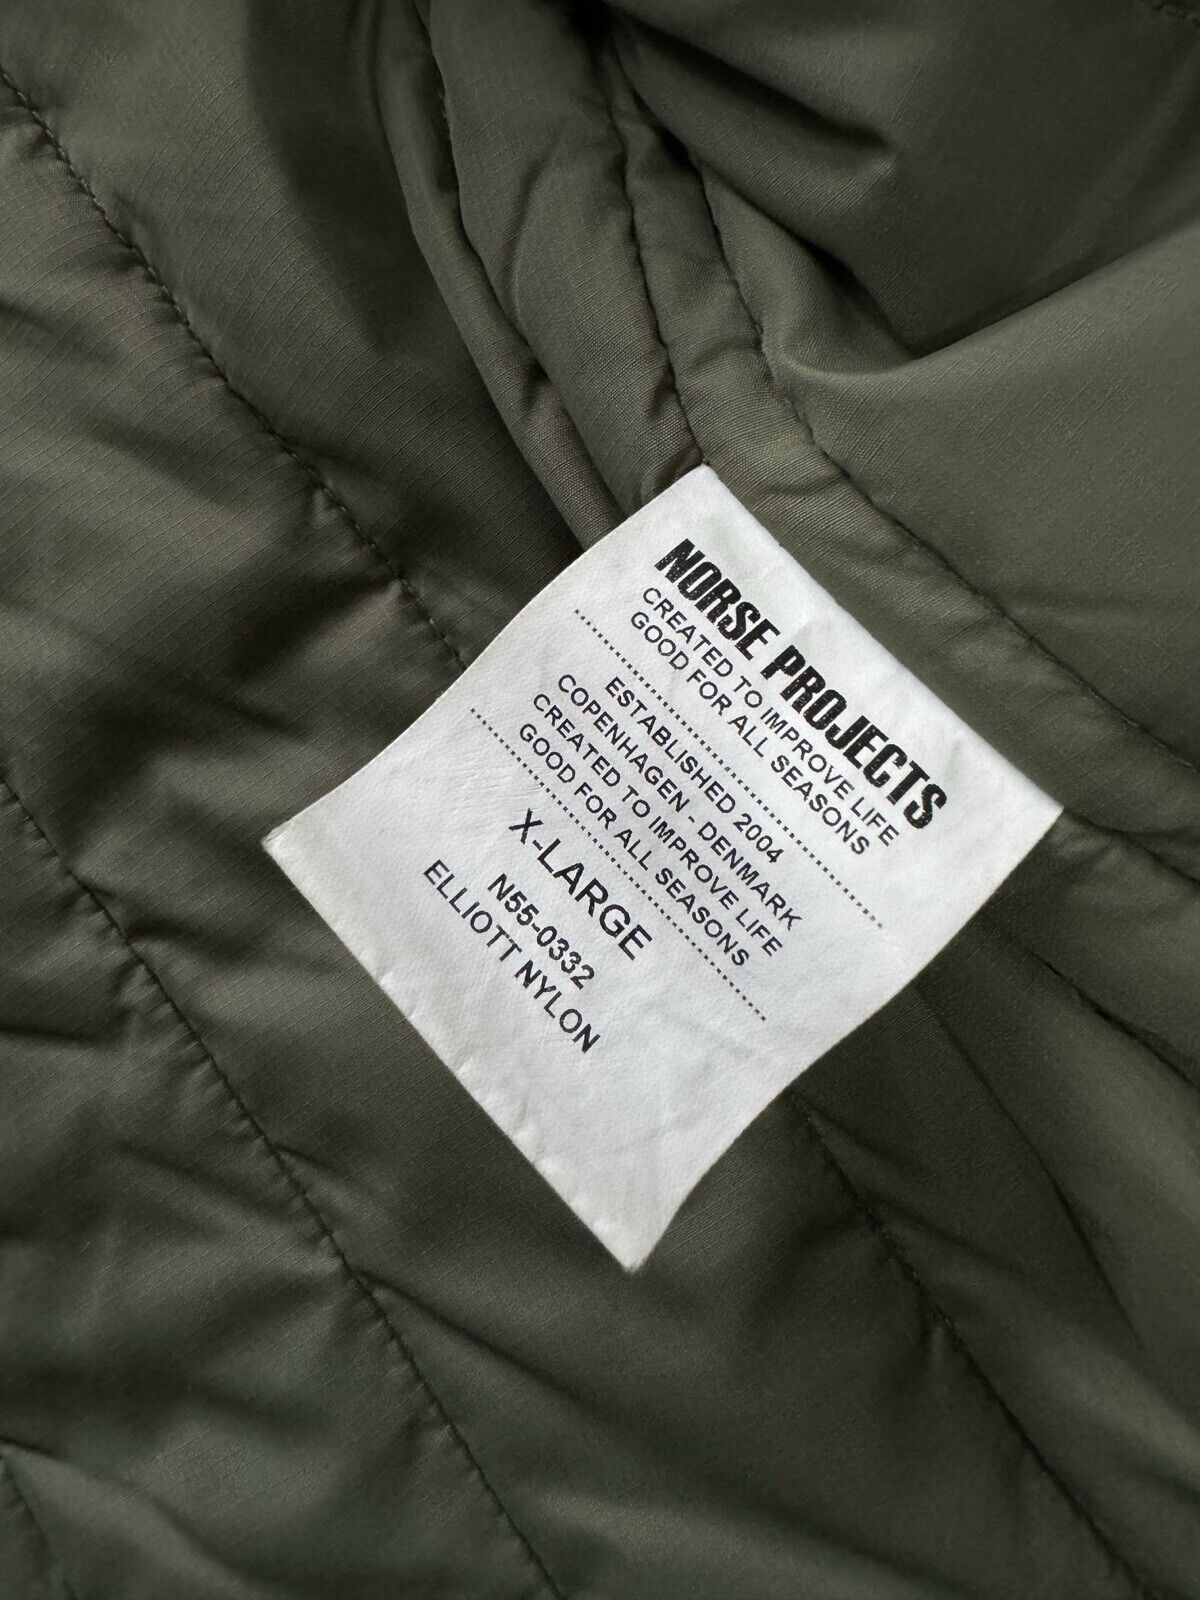 NORSE PROJECTS
CREATED TO IMPROVE LIFE
GOOD FOR ALL SEASONS
ESTABLISHED 2004
COPENHAGEN - DENMARK
CREATED TO IMPROVE LIFE
GOOD FOR ALL SEASONS
X-LARGE
N55-0332
ELLIOTT NYLON